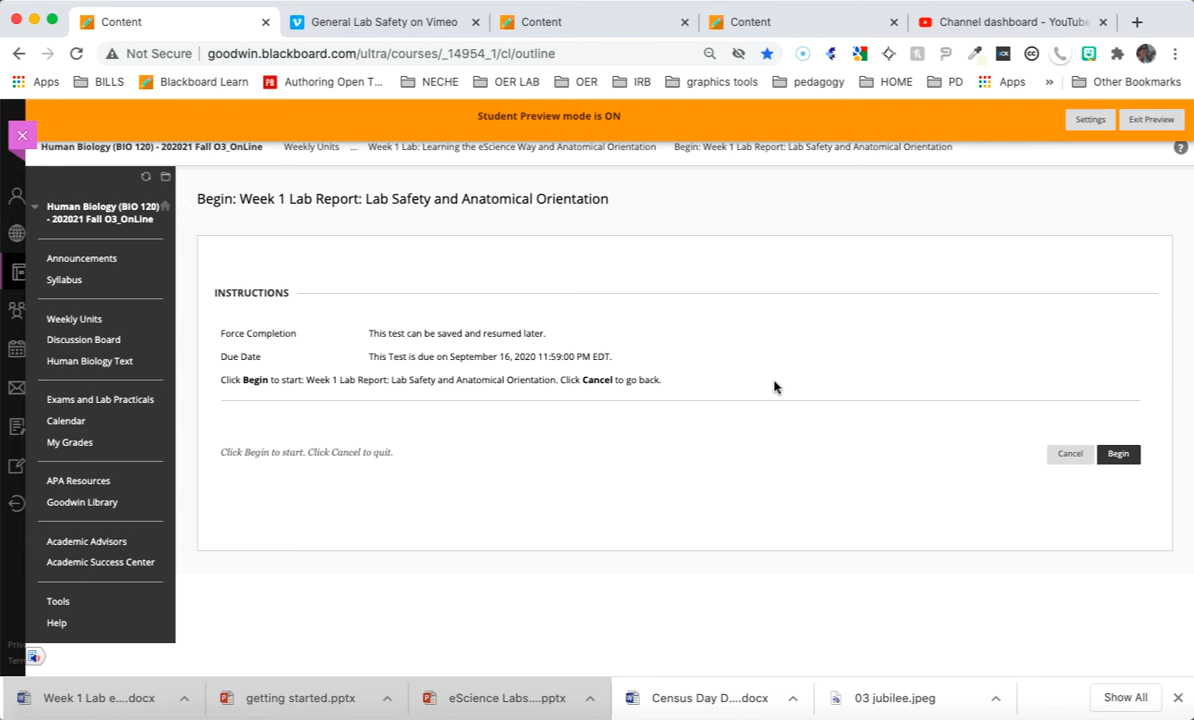 Content
General Lab Safety on Vimeo
Content
Content
Channel dashboard - YouTube
Not Secure
goodwin.blackboard.com/ultra/courses/_14954_1/cl/outline
Apps
BILLS
Blackboard Learn
Authoring Open T...
NECHE
OER LAB
OER
IRB
graphics tools
pedagogy
HOME
PD
Apps
Other Bookmarks
Student Preview mode is ON
Settings
Exit Preview
Human Biology (BIO 120) - 202021 Fall O3_OnLine
Weekly Units
...
Week 1 Lab: Learning the eScience Way and Anatomical Orientation
Begin: Week 1 Lab Report: Lab Safety and Anatomical Orientation
Human Biology (BIO 120)
- 202021 Fall O3_OnLine
Announcements
Syllabus
Weekly Units
Discussion Board
Human Biology Text
Exams and Lab Practicals
Calendar
My Grades
APA Resources
Goodwin Library
Academic Advisors
Academic Success Center
Tools
Help
Begin: Week 1 Lab Report: Lab Safety and Anatomical Orientation
INSTRUCTIONS
Force Completion This test can be saved and resumed later.
Due Date This Test is due on September 16, 2020 11:59:00 PM EDT.
Click Begin to start: Week 1 Lab Report: Lab Safety and Anatomical Orientation. Click Cancel to go back.
Click Begin to start. Click Cancel to quit.
Cancel
Begin
Week 1 Lab e....docx
getting started.pptx
eScience Labs....pptx
Census Day D....docx
03 jubilee.jpeg
Show All